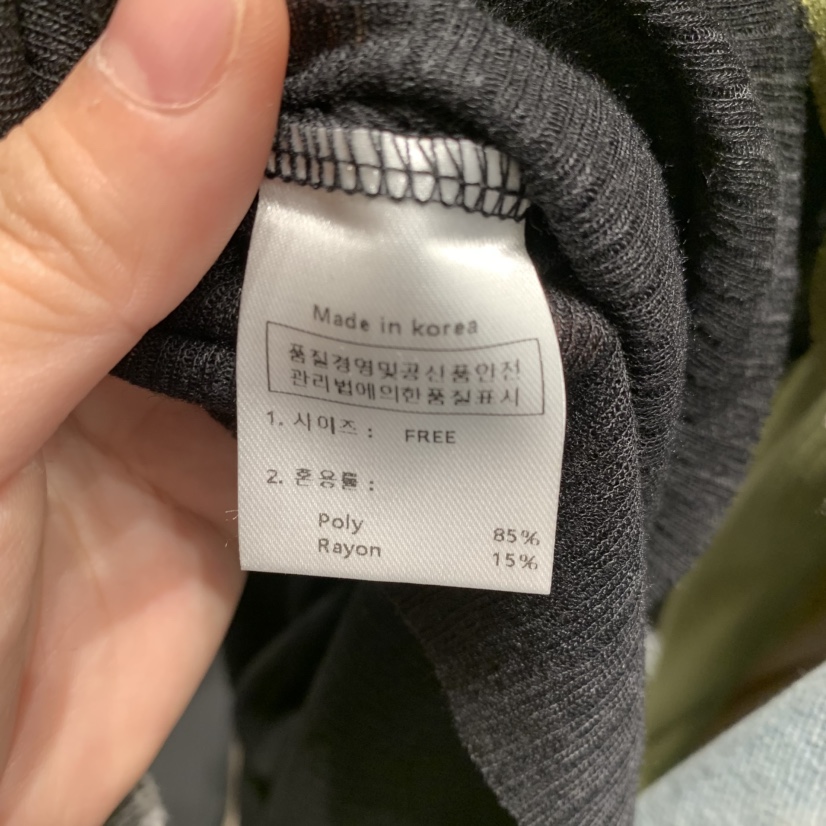 Made in korea
품질경영및공산품안전
관리법에의한품질표시
1. 사이즈 : FREE
2. 혼용률 :
Poly 85%
Rayon 15%